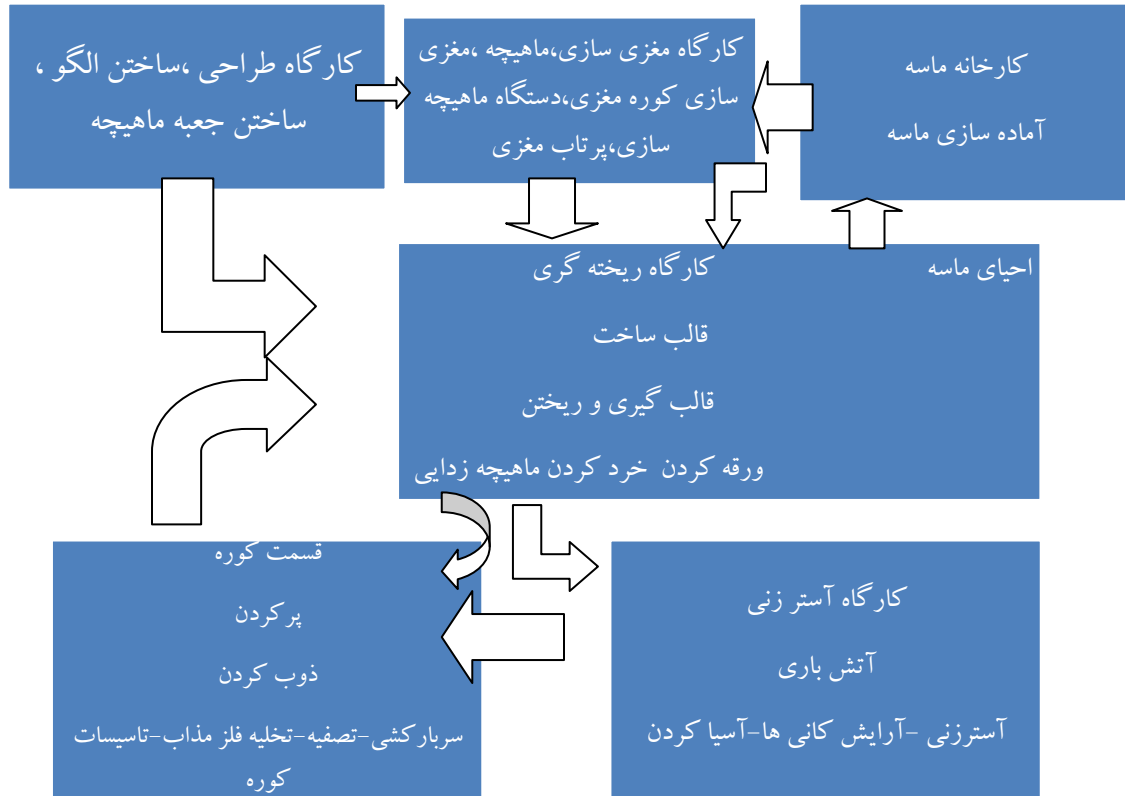 کارخانه ماسه
آماده سازی ماسه
کارگاه مغزی سازی،ماهیچه ،مغزی
سازی کوره مغزی،دستگاه ماهیچه
سازی،پرتاب مغزی
کارگاه طراحی ،ساختن الگو ،
ساختن جعبه ماهیچه
احیای ماسه
کارگاه ریخته گری
قالب ساخت
قالب گیری و ریختن
ورقه کردن خرد کردن ماهیچه زدایی
کارگاه آستر زنی
آتش باری
آسترزنی -آرایش کانی ها-آسیا کردن
قسمت کوره
پرکردن
ذوب کردن
سربارکشی-تصفیه-تخلیه فلز مذاب-تاسیسات
کوره